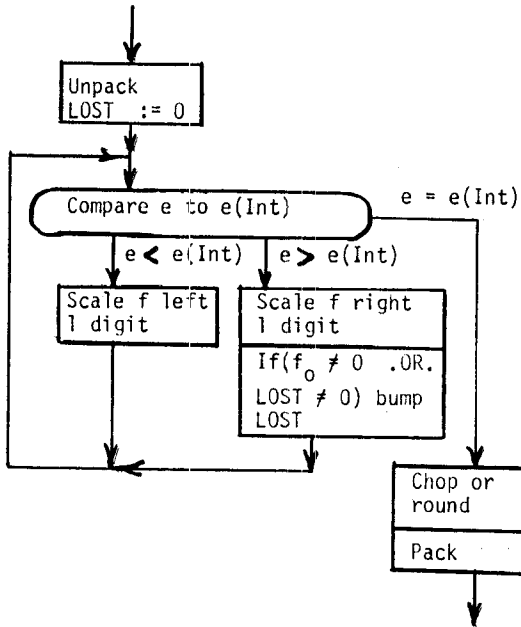 Unpack
LOST := 0
Compare e to e(Int)
e = e(Int)
e < e(Int)
e > e(Int)
Scale f left
1 digit
Scale f right
1 digit
If(f₀ ≠ 0 .OR.
LOST ≠ 0) bump
LOST
Chop or
round
Pack